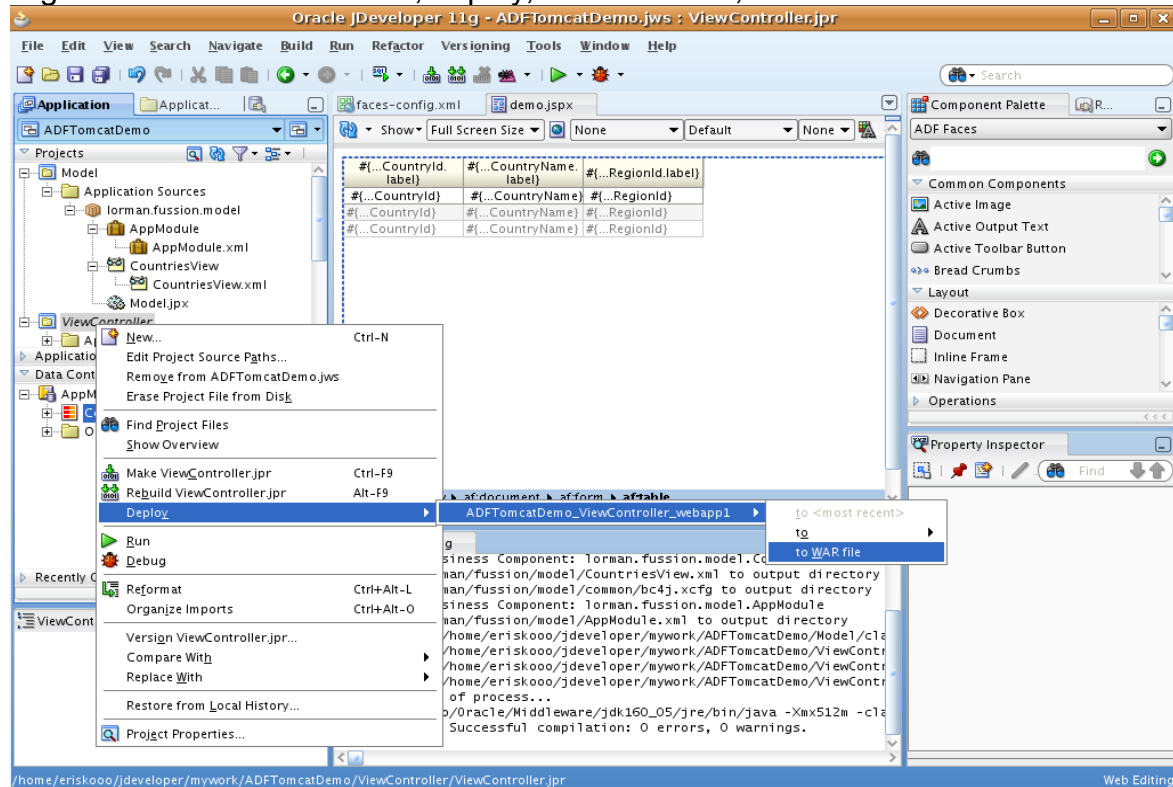 Oracle JDeveloper 11g - ADFTomcatDemo.jws : ViewController.jpr
File Edit View Search Navigate Build Run Refactor Versioning Tools Window Help
Search
Application
Applicat...
faces-config.xml
demo.jspx
Component Palette
R...
ADFTomcatDemo
Show
Full Screen Size
None
Default
None
ADF Faces
Projects
Model
Application Sources
lorman.fussion.model
AppModule
AppModule.xml
CountriesView
CountriesView.xml
Model.jpx
ViewController
Applicatio
Data Cont
AppM
Recently
ViewCont
#{...CountryId. label} #{...CountryName. label} #{...RegionId.label}
#{...CountryId} #{...CountryName} #{...RegionId}
#{...CountryId} #{...CountryName} #{...RegionId}
#{...CountryId} #{...CountryName} #{...RegionId}
Common Components
Active Image
Active Output Text
Active Toolbar Button
Bread Crumbs
Layout
Decorative Box
Document
Inline Frame
Navigation Pane
Operations
Property Inspector
Find
New... Ctrl-N
Edit Project Source Paths...
Remove from ADFTomcatDemo.jws
Erase Project File from Disk
Find Project Files
Show Overview
Make ViewController.jpr Ctrl-F9
Rebuild ViewController.jpr Alt-F9
Deploy
Run
Debug
Reformat Ctrl+Alt-L
Organize Imports Ctrl+Alt-O
Version ViewController.jpr...
Compare With
Replace With
Restore from Local History...
Project Properties...
af:document af:form af:table
ADFTomcatDemo_ViewController_webapp1
to <most recent>
to
to WAR file
siness Component: lorman.fussion.model.Co
man/fussion/model/CountriesView.xml to output directory
man/fussion/model/common/bc4j.xcfg to output directory
siness Component: lorman.fussion.model.AppModule
man/fussion/model/AppModule.xml to output directory
/home/eriskooo/jdeveloper/mywork/ADFTomcatDemo/Model/cla
/home/eriskooo/jdeveloper/mywork/ADFTomcatDemo/ViewContr
/home/eriskooo/jdeveloper/mywork/ADFTomcatDemo/ViewContr
/home/eriskooo/jdeveloper/mywork/ADFTomcatDemo/ViewContr
of process...
/Oracle/Middleware/jdk160_05/jre/bin/java -Xmx512m -cla
Successful compilation: 0 errors, 0 warnings.
/home/eriskooo/jdeveloper/mywork/ADFTomcatDemo/ViewController/ViewController.jpr
Web Editing